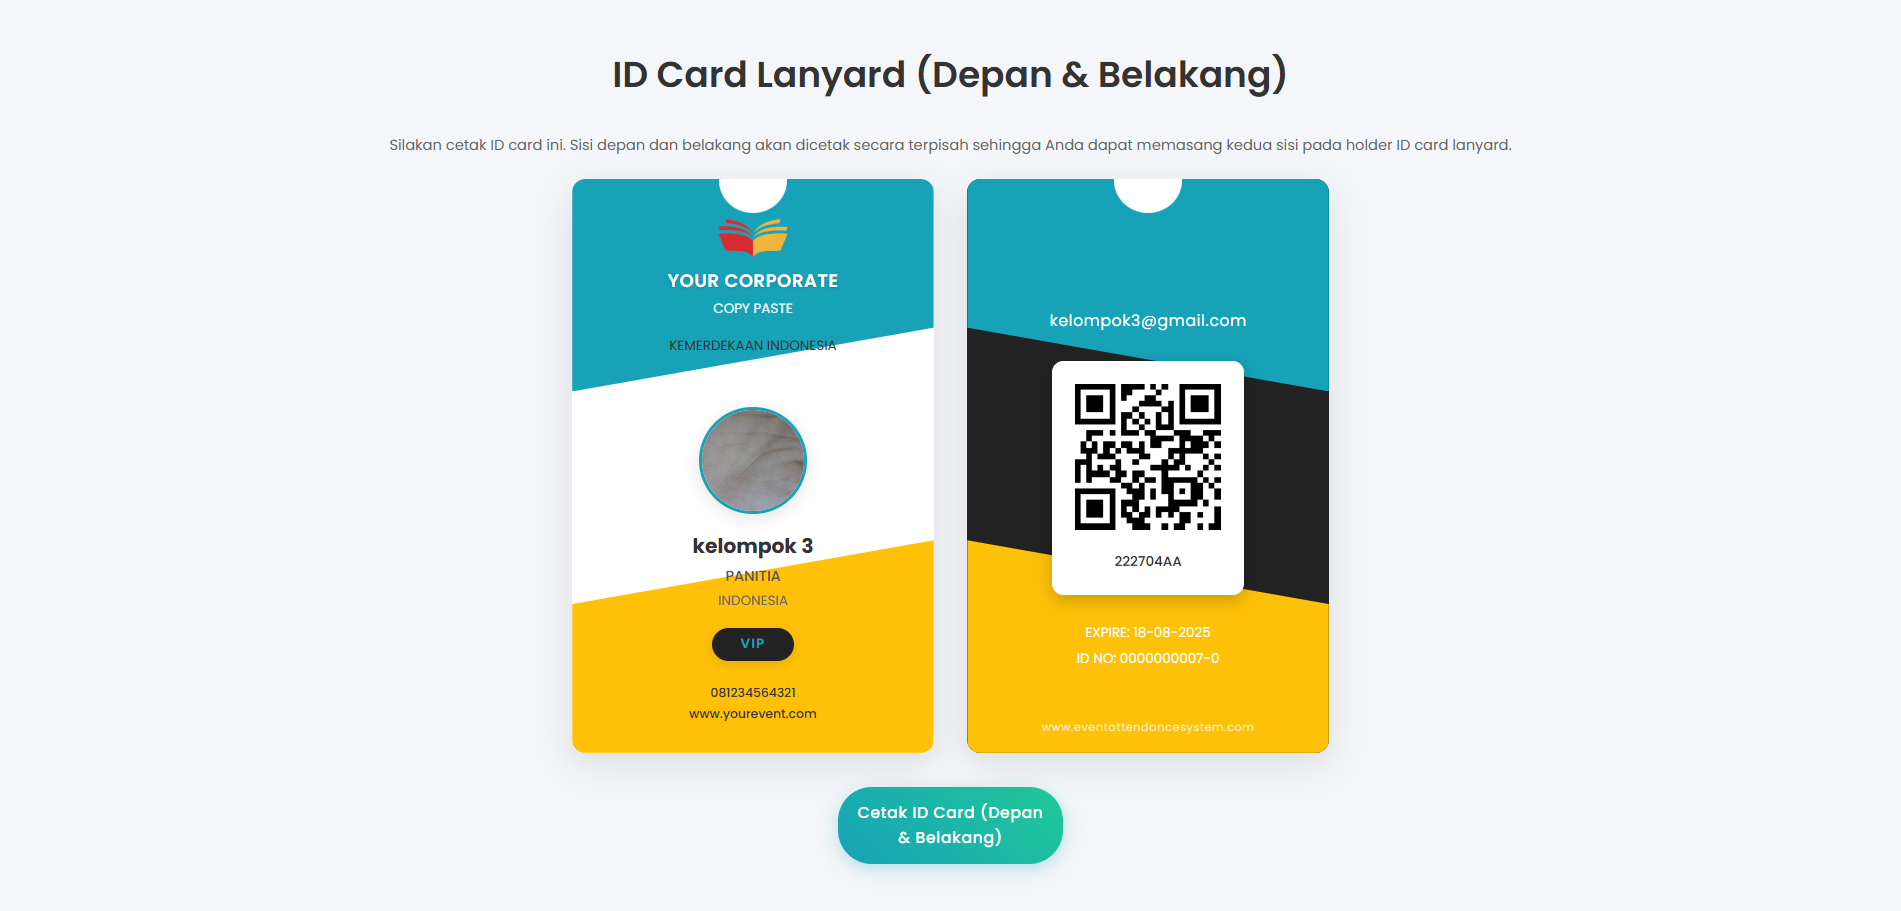 ID Card Lanyard (Depan & Belakang)
Silakan cetak ID card ini. Sisi depan dan belakang akan dicetak secara terpisah sehingga Anda dapat memasang kedua sisi pada holder ID card lanyard.
YOUR CORPORATE
COPY PASTE
KEMERDEKAAN INDONESIA
kelompok 3
PANITIA
INDONESIA
VIP
081234564321
www.yourevent.com
kelompok3@gmail.com
222704AA
EXPIRE: 18-08-2025
ID NO: 0000000007-0
www.eventattendancesystem.com
Cetak ID Card (Depan
& Belakang)